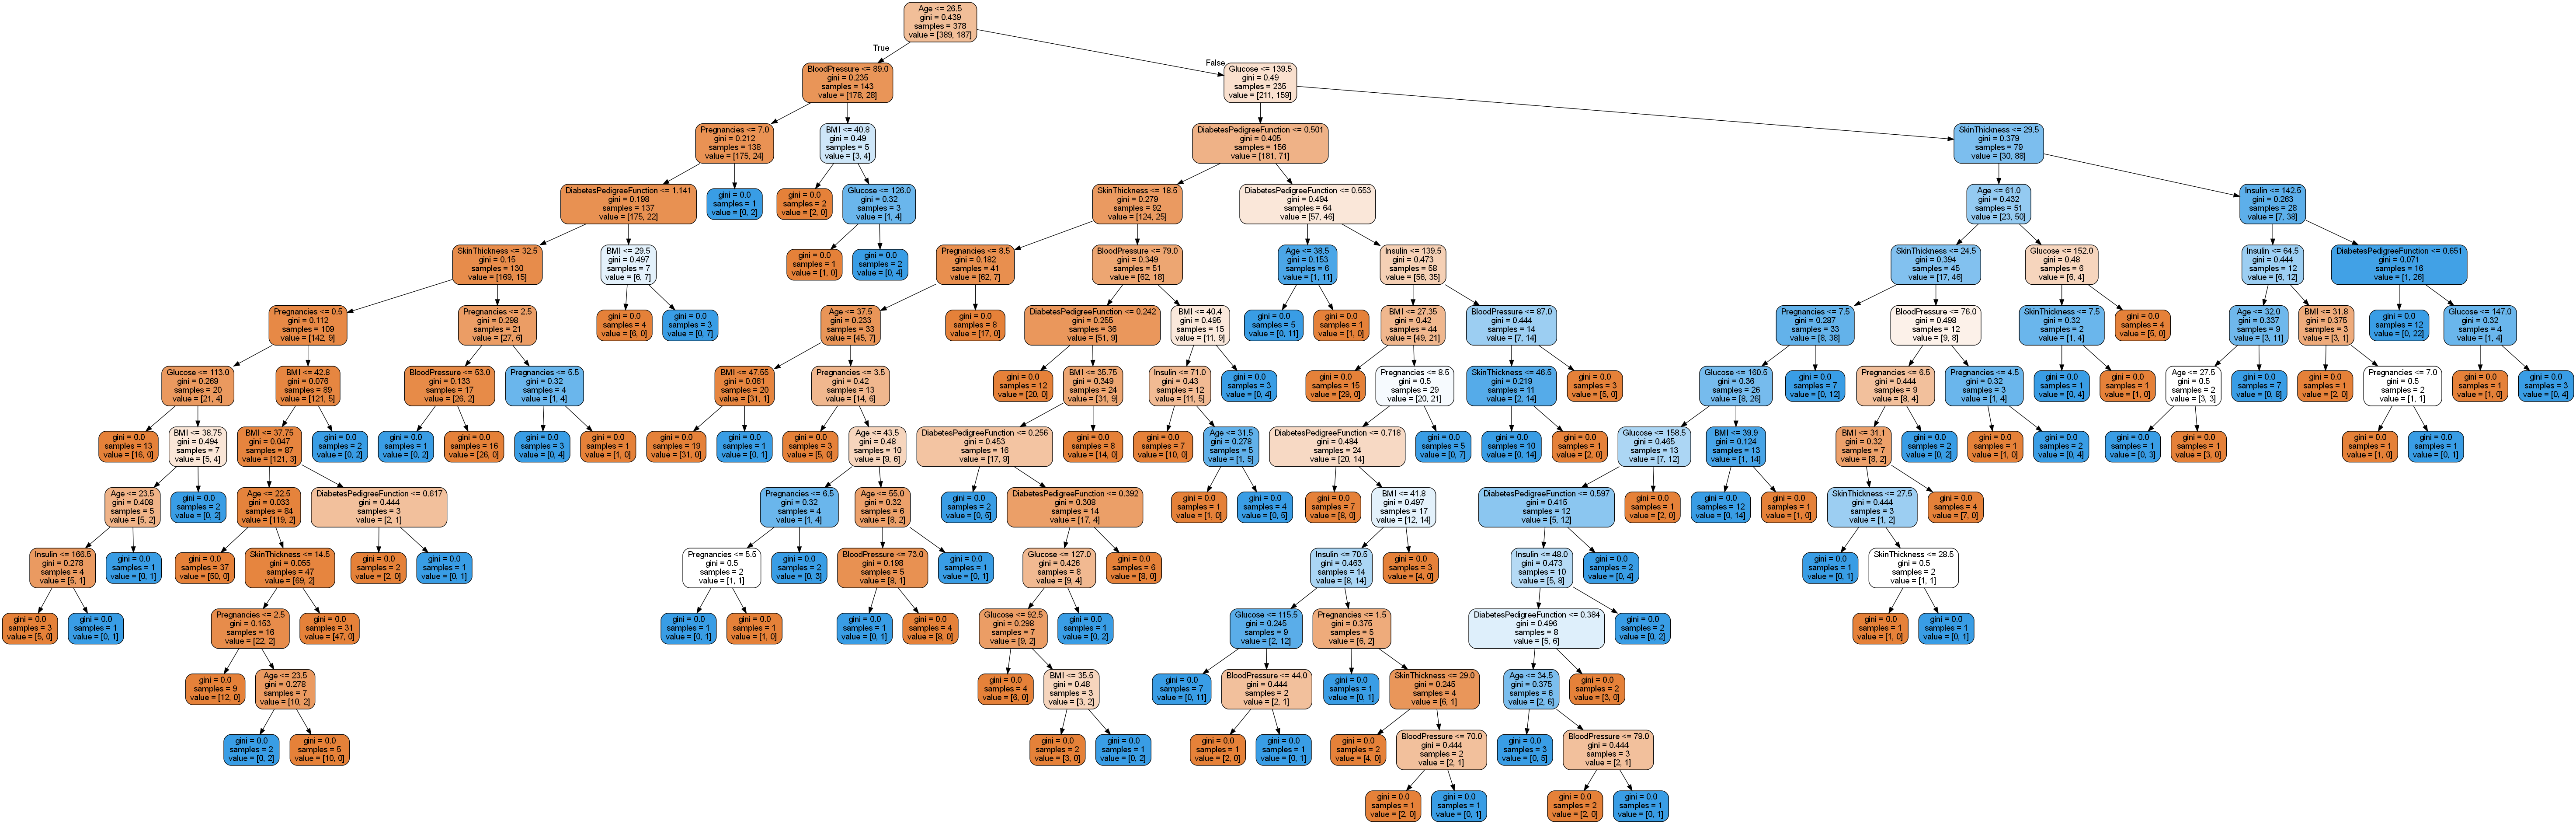 Age <= 26.5
gini = 0.439
samples = 378
value = [389, 187]
True
False
BloodPressure <= 89.0
gini = 0.235
samples = 143
value = [178, 28]
Glucose <= 139.5
gini = 0.49
samples = 235
value = [211, 159]
Pregnancies <= 7.0
gini = 0.212
samples = 138
value = [175, 24]
BMI <= 40.8
gini = 0.49
samples = 5
value = [3, 4]
DiabetesPedigreeFunction <= 0.501
gini = 0.405
samples = 156
value = [181, 71]
SkinThickness <= 29.5
gini = 0.379
samples = 79
value = [30, 88]
DiabetesPedigreeFunction <= 1.141
gini = 0.198
samples = 137
value = [175, 22]
gini = 0.0
samples = 1
value = [0, 2]
gini = 0.0
samples = 2
value = [2, 0]
Glucose <= 126.0
gini = 0.32
samples = 3
value = [1, 4]
SkinThickness <= 18.5
gini = 0.279
samples = 92
value = [124, 25]
DiabetesPedigreeFunction <= 0.553
gini = 0.494
samples = 64
value = [57, 46]
Age <= 61.0
gini = 0.432
samples = 51
value = [23, 50]
Insulin <= 142.5
gini = 0.263
samples = 28
value = [7, 38]
SkinThickness <= 32.5
gini = 0.15
samples = 130
value = [169, 15]
BMI <= 29.5
gini = 0.497
samples = 7
value = [6, 7]
gini = 0.0
samples = 1
value = [1, 0]
gini = 0.0
samples = 2
value = [0, 4]
Pregnancies <= 8.5
gini = 0.182
samples = 41
value = [62, 7]
BloodPressure <= 79.0
gini = 0.349
samples = 51
value = [62, 18]
Age <= 38.5
gini = 0.153
samples = 6
value = [1, 11]
Insulin <= 139.5
gini = 0.473
samples = 58
value = [56, 35]
SkinThickness <= 24.5
gini = 0.394
samples = 45
value = [17, 46]
Glucose <= 152.0
gini = 0.48
samples = 6
value = [6, 4]
Insulin <= 64.5
gini = 0.444
samples = 12
value = [6, 12]
DiabetesPedigreeFunction <= 0.651
gini = 0.071
samples = 16
value = [1, 26]
Pregnancies <= 0.5
gini = 0.112
samples = 109
value = [142, 9]
Pregnancies <= 2.5
gini = 0.298
samples = 21
value = [27, 6]
gini = 0.0
samples = 4
value = [6, 0]
gini = 0.0
samples = 3
value = [0, 7]
Age <= 37.5
gini = 0.233
samples = 33
value = [45, 7]
gini = 0.0
samples = 8
value = [17, 0]
DiabetesPedigreeFunction <= 0.242
gini = 0.255
samples = 36
value = [51, 9]
BMI <= 40.4
gini = 0.495
samples = 15
value = [11, 9]
gini = 0.0
samples = 5
value = [0, 11]
gini = 0.0
samples = 1
value = [1, 0]
BMI <= 27.35
gini = 0.42
samples = 44
value = [49, 21]
BloodPressure <= 87.0
gini = 0.444
samples = 14
value = [7, 14]
Pregnancies <= 7.5
gini = 0.287
samples = 33
value = [8, 38]
BloodPressure <= 76.0
gini = 0.498
samples = 12
value = [9, 8]
SkinThickness <= 7.5
gini = 0.32
samples = 2
value = [1, 4]
gini = 0.0
samples = 4
value = [5, 0]
Age <= 32.0
gini = 0.337
samples = 9
value = [3, 11]
BMI <= 31.8
gini = 0.375
samples = 3
value = [3, 1]
gini = 0.0
samples = 12
value = [0, 22]
Glucose <= 147.0
gini = 0.32
samples = 4
value = [1, 4]
Glucose <= 113.0
gini = 0.269
samples = 20
value = [21, 4]
BMI <= 42.8
gini = 0.076
samples = 89
value = [121, 5]
BloodPressure <= 53.0
gini = 0.133
samples = 17
value = [26, 2]
Pregnancies <= 5.5
gini = 0.32
samples = 4
value = [1, 4]
BMI <= 47.55
gini = 0.061
samples = 20
value = [31, 1]
Pregnancies <= 3.5
gini = 0.42
samples = 13
value = [14, 6]
gini = 0.0
samples = 12
value = [20, 0]
BMI <= 35.75
gini = 0.349
samples = 24
value = [31, 9]
Insulin <= 71.0
gini = 0.43
samples = 12
value = [11, 5]
gini = 0.0
samples = 3
value = [0, 4]
gini = 0.0
samples = 15
value = [29, 0]
Pregnancies <= 8.5
gini = 0.5
samples = 29
value = [20, 21]
SkinThickness <= 46.5
gini = 0.219
samples = 11
value = [2, 14]
gini = 0.0
samples = 3
value = [5, 0]
Glucose <= 160.5
gini = 0.36
samples = 26
value = [8, 26]
gini = 0.0
samples = 7
value = [0, 12]
Pregnancies <= 6.5
gini = 0.444
samples = 9
value = [8, 4]
Pregnancies <= 4.5
gini = 0.32
samples = 3
value = [1, 4]
gini = 0.0
samples = 1
value = [0, 4]
gini = 0.0
samples = 1
value = [1, 0]
Age <= 27.5
gini = 0.5
samples = 2
value = [3, 3]
gini = 0.0
samples = 7
value = [0, 8]
gini = 0.0
samples = 1
value = [2, 0]
Pregnancies <= 7.0
gini = 0.5
samples = 2
value = [1, 1]
gini = 0.0
samples = 1
value = [1, 0]
gini = 0.0
samples = 3
value = [0, 4]
gini = 0.0
samples = 13
value = [16, 0]
BMI <= 38.75
gini = 0.494
samples = 7
value = [5, 4]
BMI <= 37.75
gini = 0.047
samples = 87
value = [121, 3]
gini = 0.0
samples = 2
value = [0, 2]
gini = 0.0
samples = 1
value = [0, 2]
gini = 0.0
samples = 16
value = [26, 0]
gini = 0.0
samples = 3
value = [0, 4]
gini = 0.0
samples = 1
value = [1, 0]
gini = 0.0
samples = 19
value = [31, 0]
gini = 0.0
samples = 1
value = [0, 1]
gini = 0.0
samples = 3
value = [5, 0]
Age <= 43.5
gini = 0.48
samples = 10
value = [9, 6]
DiabetesPedigreeFunction <= 0.256
gini = 0.453
samples = 16
value = [17, 9]
gini = 0.0
samples = 8
value = [14, 0]
gini = 0.0
samples = 7
value = [10, 0]
Age <= 31.5
gini = 0.278
samples = 5
value = [1, 5]
DiabetesPedigreeFunction <= 0.718
gini = 0.484
samples = 24
value = [20, 14]
gini = 0.0
samples = 5
value = [0, 7]
gini = 0.0
samples = 10
value = [0, 14]
gini = 0.0
samples = 1
value = [2, 0]
Glucose <= 158.5
gini = 0.465
samples = 13
value = [7, 12]
BMI <= 39.9
gini = 0.124
samples = 13
value = [1, 14]
BMI <= 31.1
gini = 0.32
samples = 7
value = [8, 2]
gini = 0.0
samples = 2
value = [0, 2]
gini = 0.0
samples = 1
value = [1, 0]
gini = 0.0
samples = 2
value = [0, 4]
gini = 0.0
samples = 1
value = [0, 3]
gini = 0.0
samples = 1
value = [3, 0]
gini = 0.0
samples = 1
value = [1, 0]
gini = 0.0
samples = 1
value = [0, 1]
Age <= 23.5
gini = 0.408
samples = 5
value = [5, 2]
gini = 0.0
samples = 2
value = [0, 2]
Age <= 22.5
gini = 0.033
samples = 84
value = [119, 2]
DiabetesPedigreeFunction <= 0.617
gini = 0.444
samples = 3
value = [2, 1]
Pregnancies <= 6.5
gini = 0.32
samples = 4
value = [1, 4]
Age <= 55.0
gini = 0.32
samples = 6
value = [8, 2]
gini = 0.0
samples = 2
value = [0, 5]
DiabetesPedigreeFunction <= 0.392
gini = 0.308
samples = 14
value = [17, 4]
gini = 0.0
samples = 1
value = [1, 0]
gini = 0.0
samples = 4
value = [0, 5]
gini = 0.0
samples = 7
value = [8, 0]
BMI <= 41.8
gini = 0.497
samples = 17
value = [12, 14]
DiabetesPedigreeFunction <= 0.597
gini = 0.415
samples = 12
value = [5, 12]
gini = 0.0
samples = 1
value = [2, 0]
gini = 0.0
samples = 12
value = [0, 14]
gini = 0.0
samples = 1
value = [1, 0]
SkinThickness <= 27.5
gini = 0.444
samples = 3
value = [1, 2]
gini = 0.0
samples = 4
value = [7, 0]
Insulin <= 166.5
gini = 0.278
samples = 4
value = [5, 1]
gini = 0.0
samples = 1
value = [0, 1]
gini = 0.0
samples = 37
value = [50, 0]
SkinThickness <= 14.5
gini = 0.055
samples = 47
value = [69, 2]
gini = 0.0
samples = 2
value = [2, 0]
gini = 0.0
samples = 1
value = [0, 1]
Pregnancies <= 5.5
gini = 0.5
samples = 2
value = [1, 1]
gini = 0.0
samples = 2
value = [0, 3]
BloodPressure <= 73.0
gini = 0.198
samples = 5
value = [8, 1]
gini = 0.0
samples = 1
value = [0, 1]
Glucose <= 127.0
gini = 0.426
samples = 8
value = [9, 4]
gini = 0.0
samples = 6
value = [8, 0]
Insulin <= 70.5
gini = 0.463
samples = 14
value = [8, 14]
gini = 0.0
samples = 3
value = [4, 0]
Insulin <= 48.0
gini = 0.473
samples = 10
value = [5, 8]
gini = 0.0
samples = 2
value = [0, 4]
gini = 0.0
samples = 1
value = [0, 1]
SkinThickness <= 28.5
gini = 0.5
samples = 2
value = [1, 1]
gini = 0.0
samples = 3
value = [5, 0]
gini = 0.0
samples = 1
value = [0, 1]
Pregnancies <= 2.5
gini = 0.153
samples = 16
value = [22, 2]
gini = 0.0
samples = 31
value = [47, 0]
gini = 0.0
samples = 1
value = [0, 1]
gini = 0.0
samples = 1
value = [1, 0]
gini = 0.0
samples = 1
value = [0, 1]
gini = 0.0
samples = 4
value = [8, 0]
Glucose <= 92.5
gini = 0.298
samples = 7
value = [9, 2]
gini = 0.0
samples = 1
value = [0, 2]
Glucose <= 115.5
gini = 0.245
samples = 9
value = [2, 12]
Pregnancies <= 1.5
gini = 0.375
samples = 5
value = [6, 2]
DiabetesPedigreeFunction <= 0.384
gini = 0.496
samples = 8
value = [5, 6]
gini = 0.0
samples = 2
value = [0, 2]
gini = 0.0
samples = 1
value = [1, 0]
gini = 0.0
samples = 1
value = [0, 1]
gini = 0.0
samples = 9
value = [12, 0]
Age <= 23.5
gini = 0.278
samples = 7
value = [10, 2]
gini = 0.0
samples = 4
value = [6, 0]
BMI <= 35.5
gini = 0.48
samples = 3
value = [3, 2]
gini = 0.0
samples = 7
value = [0, 11]
BloodPressure <= 44.0
gini = 0.444
samples = 2
value = [2, 1]
gini = 0.0
samples = 1
value = [0, 1]
SkinThickness <= 29.0
gini = 0.245
samples = 4
value = [6, 1]
Age <= 34.5
gini = 0.375
samples = 6
value = [2, 6]
gini = 0.0
samples = 2
value = [3, 0]
gini = 0.0
samples = 2
value = [0, 2]
gini = 0.0
samples = 5
value = [10, 0]
gini = 0.0
samples = 2
value = [3, 0]
gini = 0.0
samples = 1
value = [0, 2]
gini = 0.0
samples = 1
value = [2, 0]
gini = 0.0
samples = 1
value = [0, 1]
gini = 0.0
samples = 2
value = [4, 0]
BloodPressure <= 70.0
gini = 0.444
samples = 2
value = [2, 1]
gini = 0.0
samples = 3
value = [0, 5]
BloodPressure <= 79.0
gini = 0.444
samples = 3
value = [2, 1]
gini = 0.0
samples = 1
value = [2, 0]
gini = 0.0
samples = 1
value = [0, 1]
gini = 0.0
samples = 2
value = [2, 0]
gini = 0.0
samples = 1
value = [0, 1]